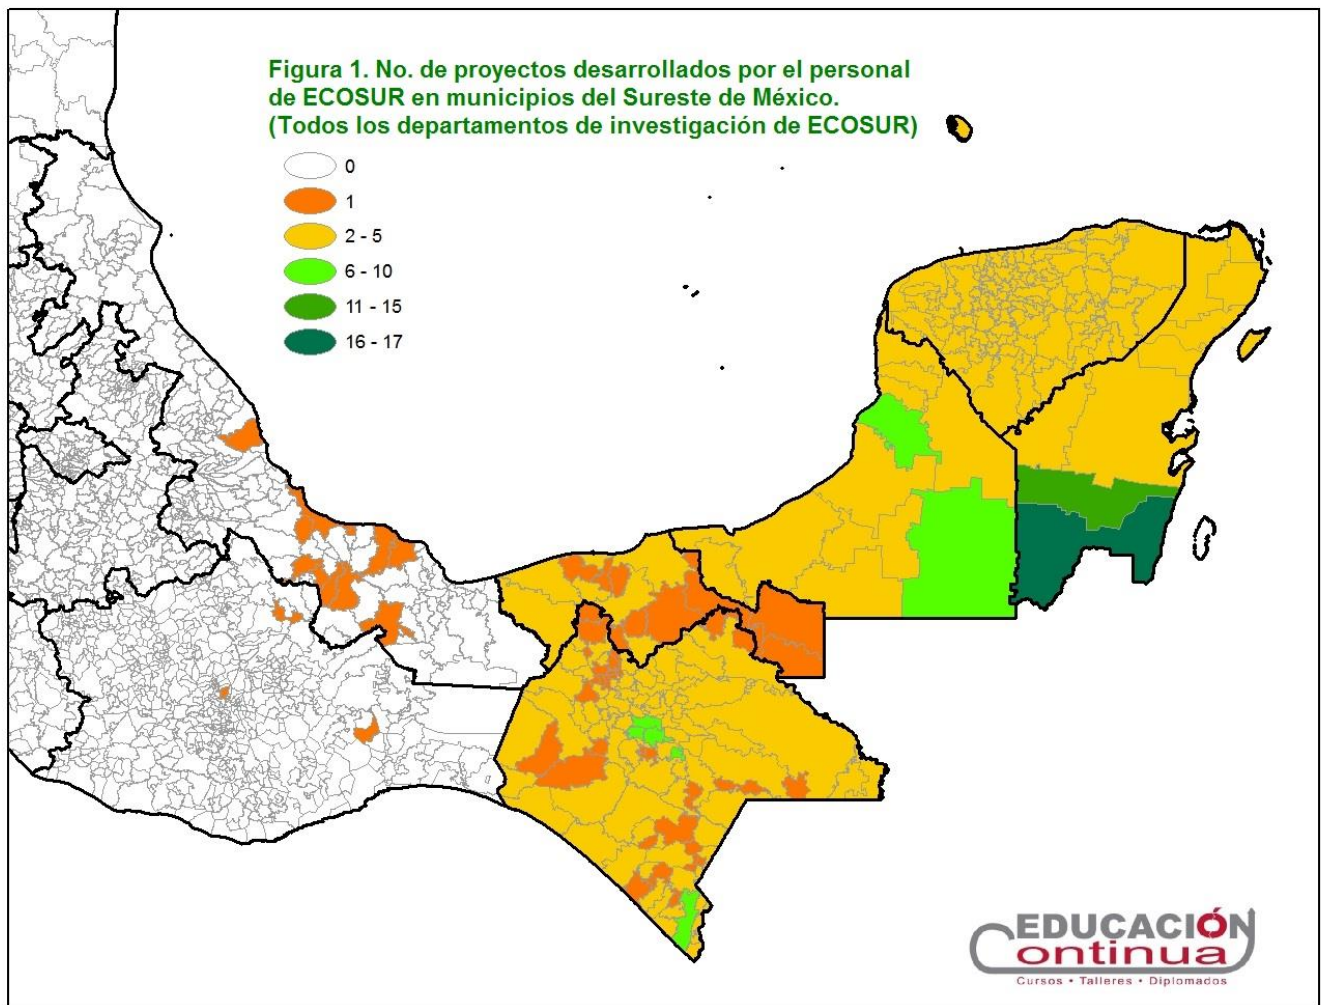 Figura 1. No. de proyectos desarrollados por el personal
de ECOSUR en municipios del Sureste de México.
(Todos los departamentos de investigación de ECOSUR)
0
1
2 - 5
6 - 10
11 - 15
16 - 17
EDUCACIÓN
Continua
Cursos • Talleres • Diplomados